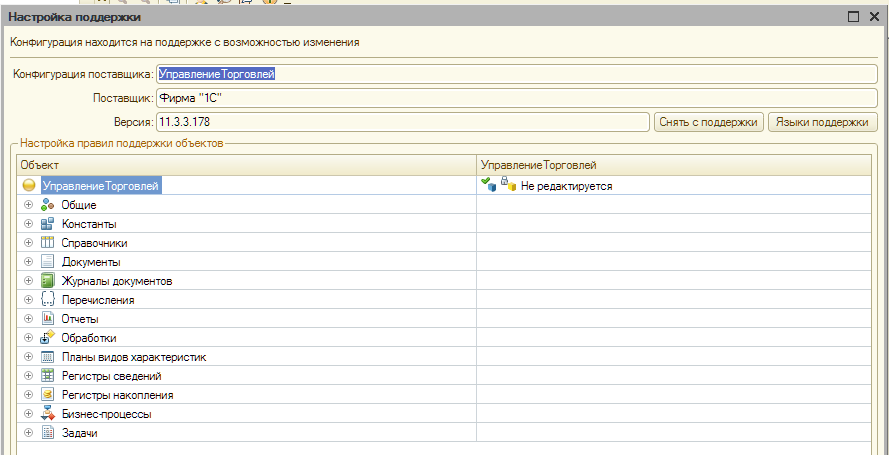 Настройка поддержки
Конфигурация находится на поддержке с возможностью изменения
Конфигурация поставщика: УправлениеТорговлей
Поставщик: Фирма "1С"
Версия: 11.3.3.178 Снять с поддержки Языки поддержки
Настройка правил поддержки объектов
Объект УправлениеТорговлей
УправлениеТорговлей Не редактируется
Общие
Константы
Справочники
Документы
Журналы документов
Перечисления
Отчеты
Обработки
Планы видов характеристик
Регистры сведений
Регистры накопления
Бизнес-процессы
Задачи